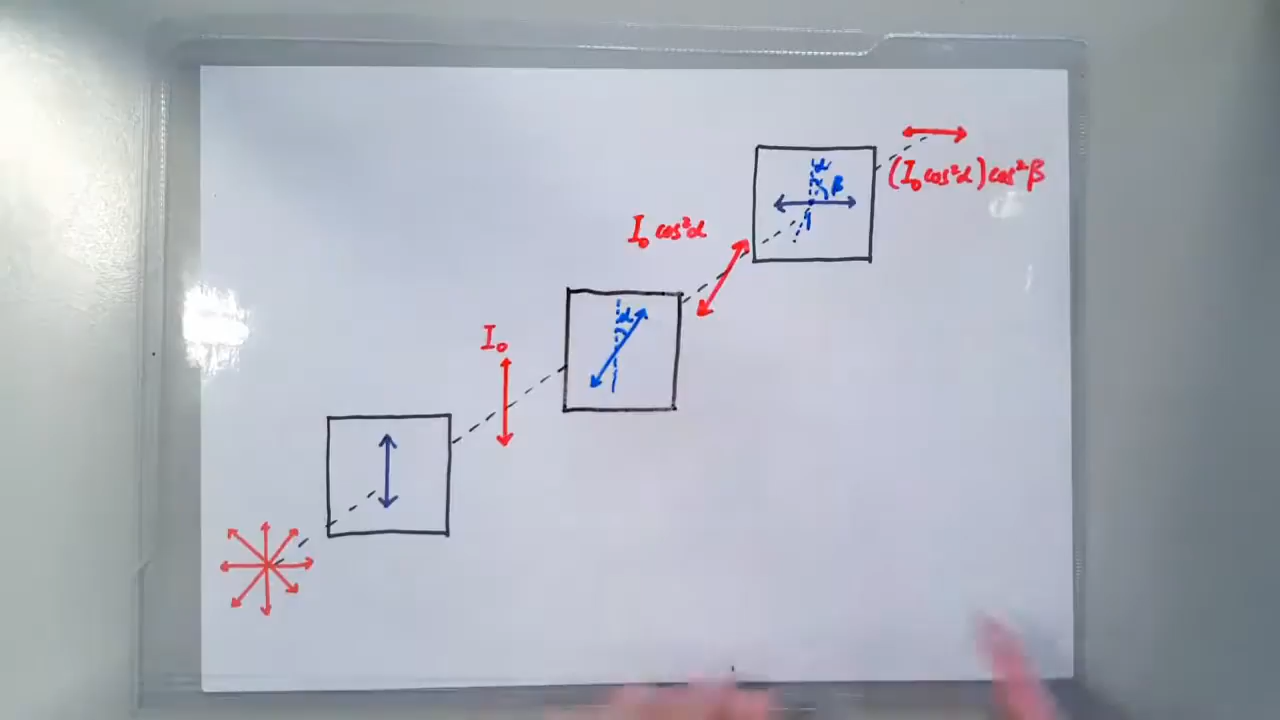 I₀
α
I₀ cos²α
α
β
(I₀ cos²α) cos²β